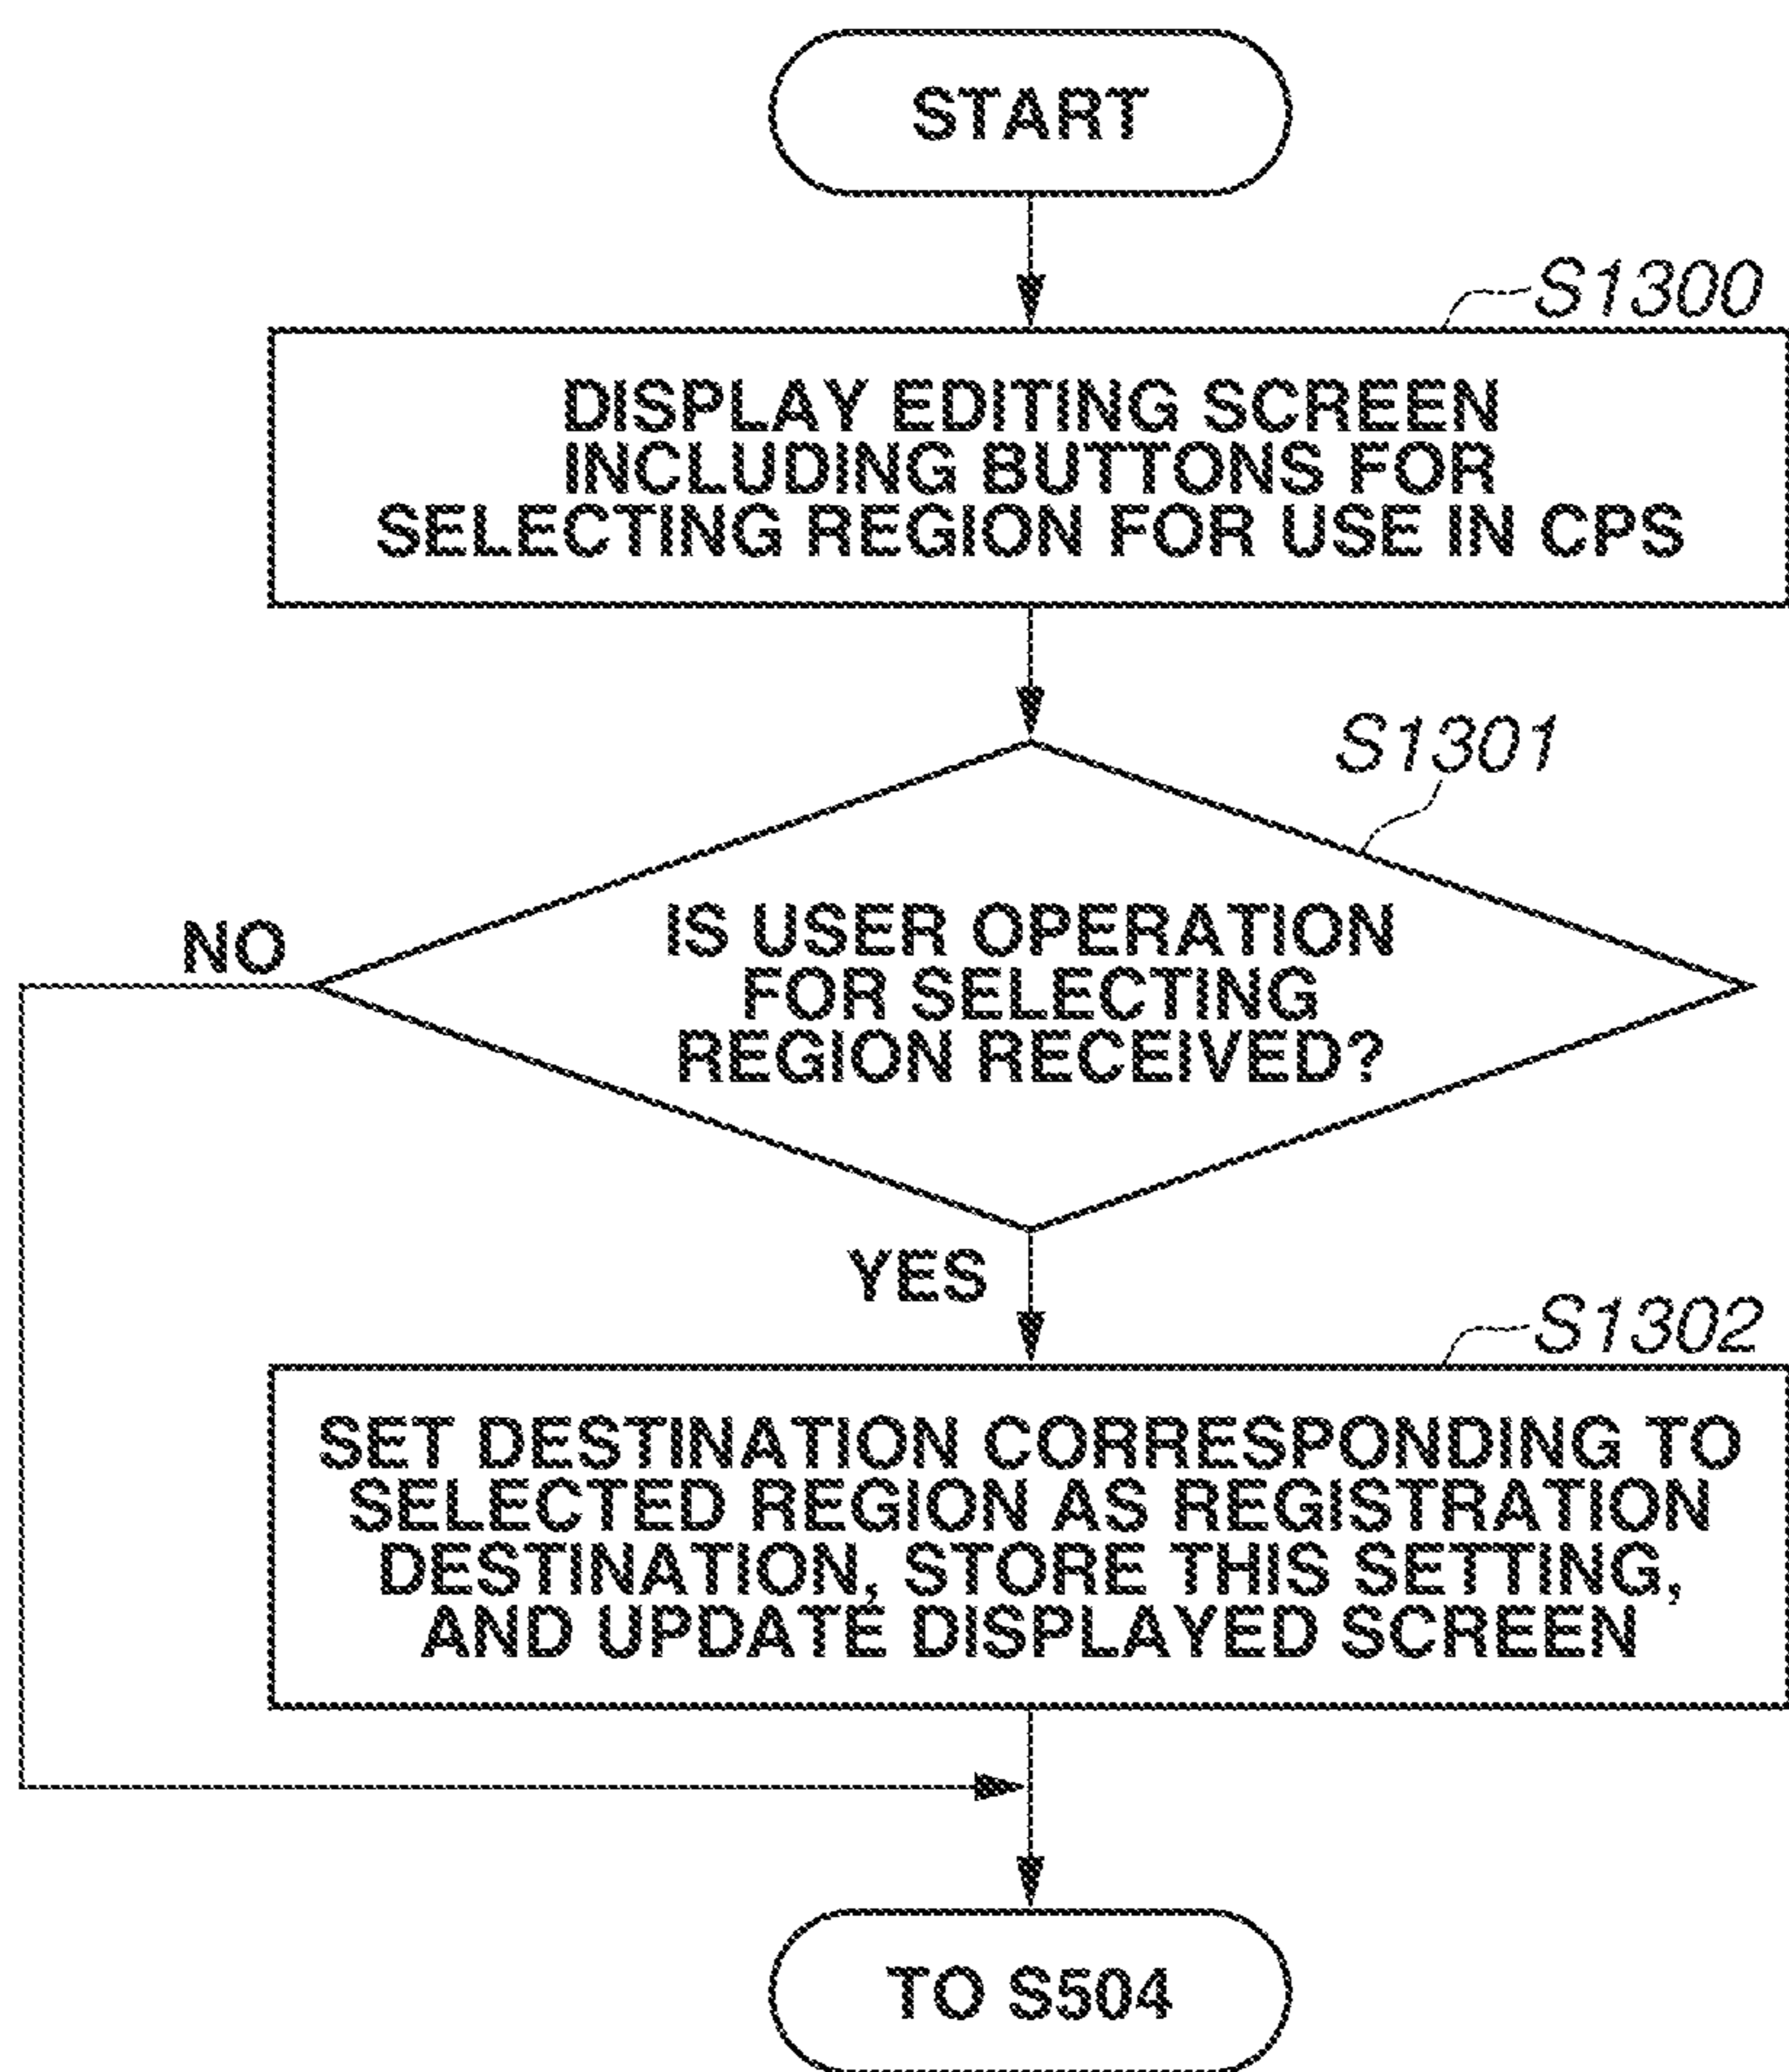 START
S1300
DISPLAY EDITING SCREEN
INCLUDING BUTTONS FOR
SELECTING REGION FOR USE IN CPS
S1301
IS USER OPERATION
FOR SELECTING
REGION RECEIVED?
NO
YES
S1302
SET DESTINATION CORRESPONDING TO
SELECTED REGION AS REGISTRATION
DESTINATION, STORE THIS SETTING,
AND UPDATE DISPLAYED SCREEN
TO S504